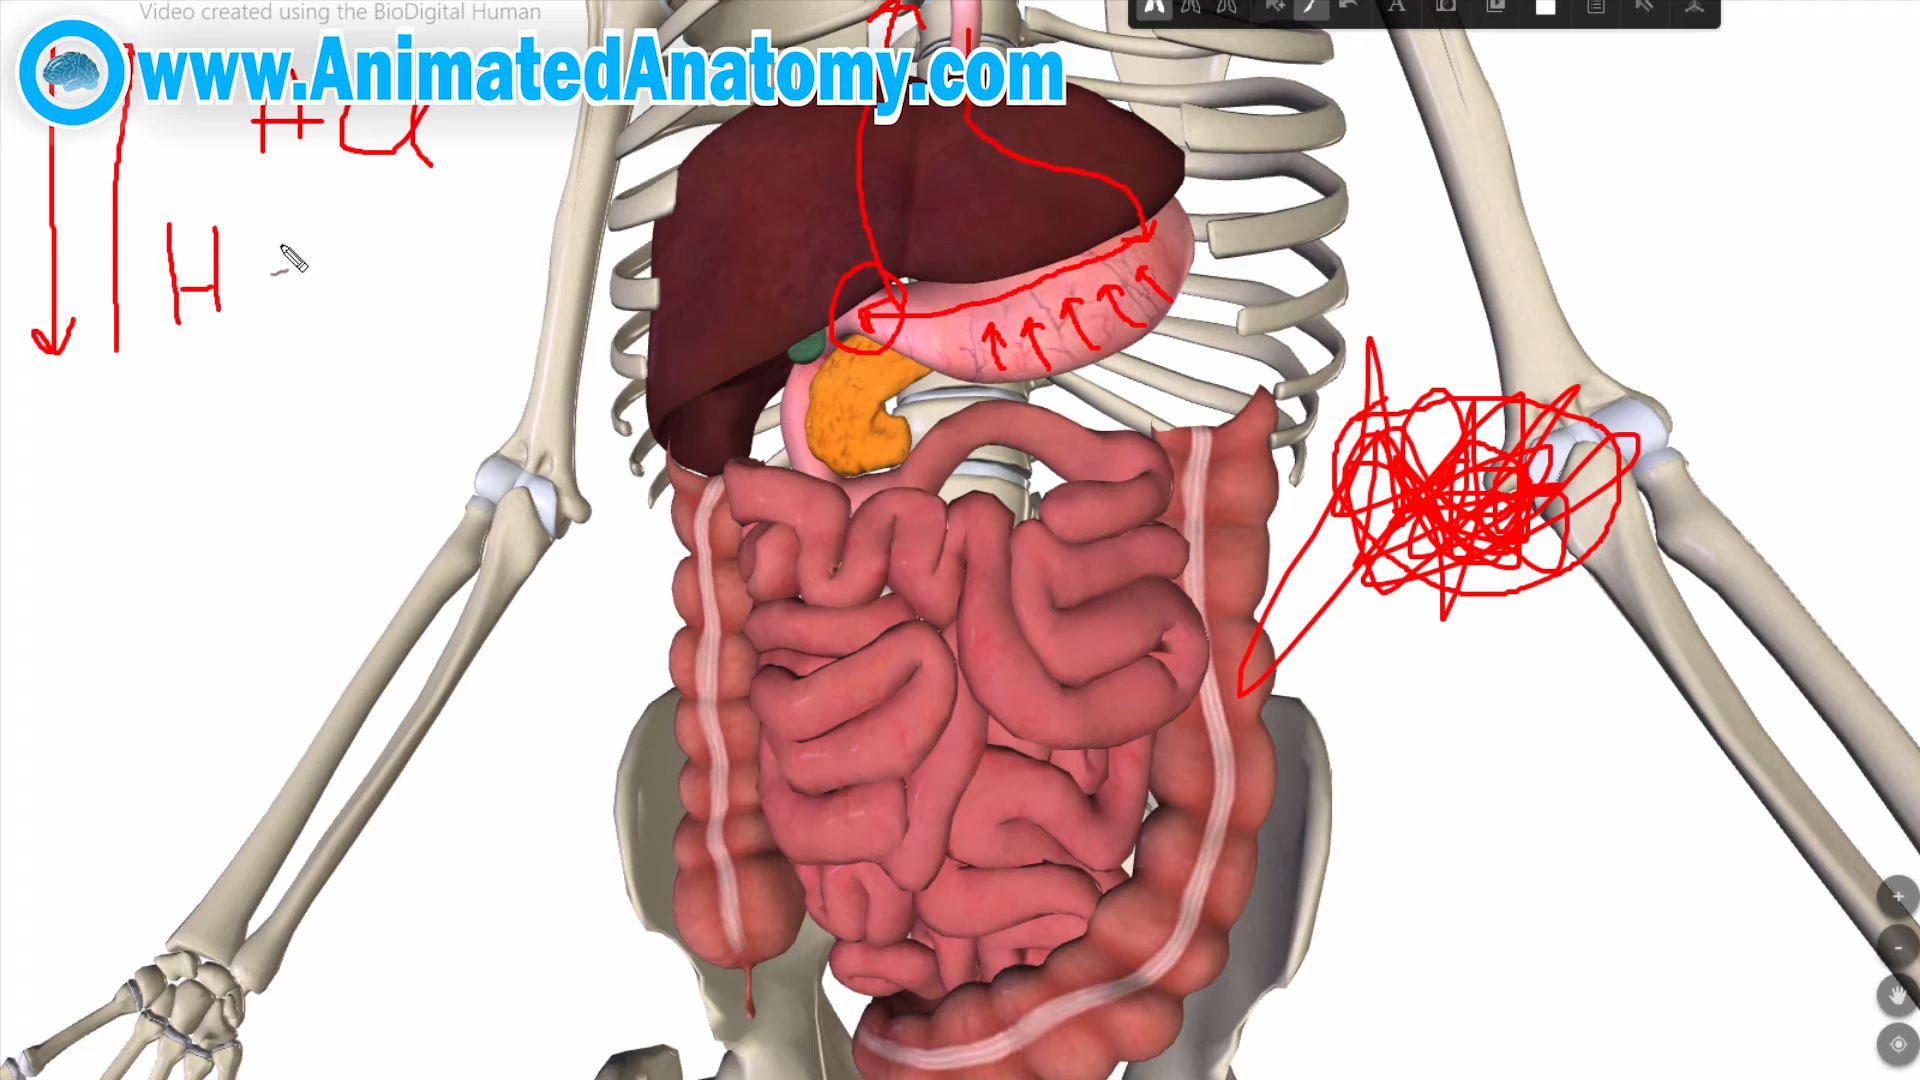 Video created using the BioDigital Human
www.AnimatedAnatomy.com
H